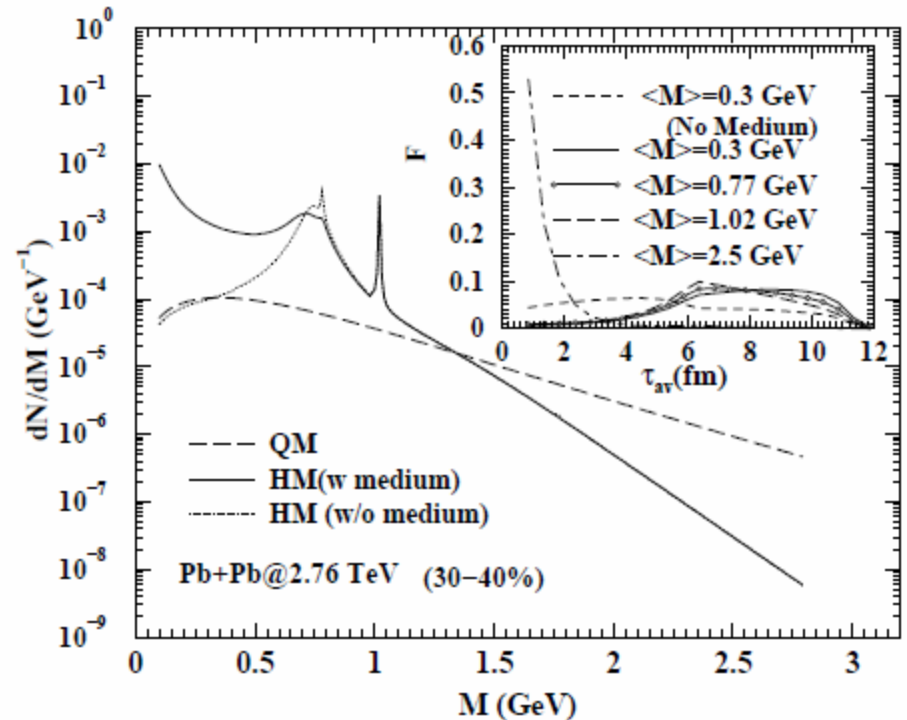 10⁰
10⁻¹
10⁻²
10⁻³
10⁻⁴
10⁻⁵
10⁻⁶
10⁻⁷
10⁻⁸
10⁻⁹
dN/dM (GeV⁻¹)
0
0.5
1
1.5
2
2.5
3
M (GeV)
QM
HM(w medium)
HM (w/o medium)
Pb+Pb@2.76 TeV (30−40%)
0.6
0.5
0.4
0.3
0.2
0.1
0
F
<M>=0.3 GeV
(No Medium)
<M>=0.3 GeV
<M>=0.77 GeV
<M>=1.02 GeV
<M>=2.5 GeV
0 2 4 6 8 10 12
τav(fm)